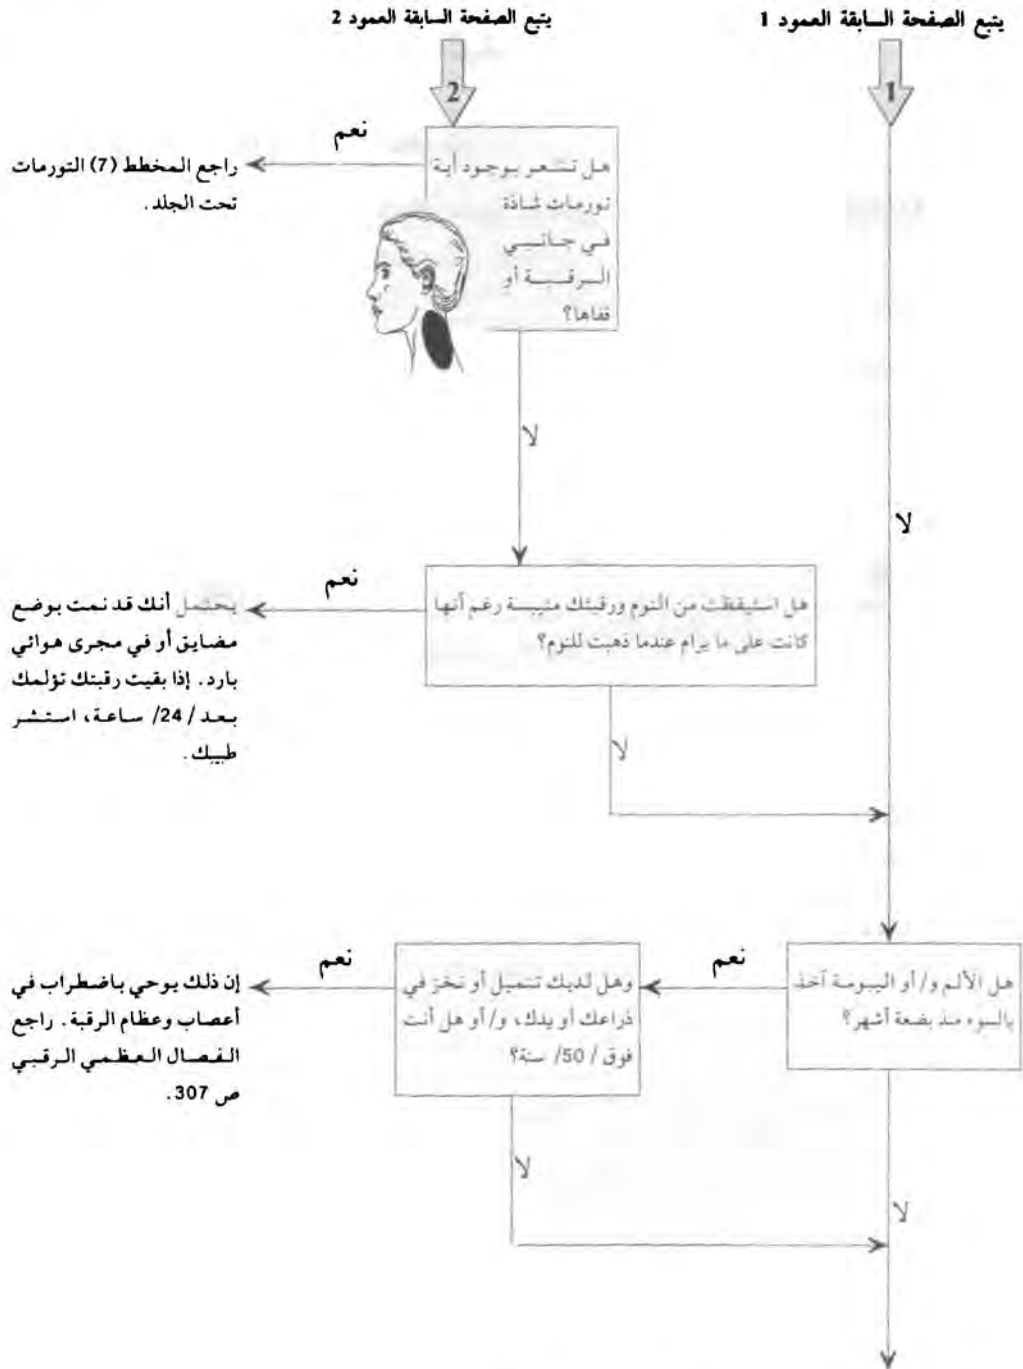 يتبع الصفحة السابقة العمود 1
يتبع الصفحة السابقة العمود 2
1
2
هل تشعر بوجود أية
تورمات شاذة
في جانبي
الرقبة أو
قفاها؟
نعم
راجع المخطط (7) التورمات
تحت الجلد.
لا
لا
هل استيقظت من النوم ورقبتك متيبسة رغم أنها
كانت على ما يرام عندما ذهبت للنوم؟
نعم
يحتمل أنك قد نمت بوضع
مضايق أو في مجرى هوائي
بارد. إذا بقيت رقبتك تؤلمك
بعد /24/ ساعة، استشر
طبيبك.
لا
هل الألم و/ أو اليبوسة آخذ
بالسوء منذ بضعة أشهر؟
نعم
وهل لديك تنميل أو نخز في
ذراعك أو يدك، و/ أو هل أنت
فوق /50/ سنة؟
نعم
إن ذلك يوحي باضطراب في
أعصاب وعظام الرقبة. راجع
الفصال العظمي الرقبي
ص 307.
لا
لا